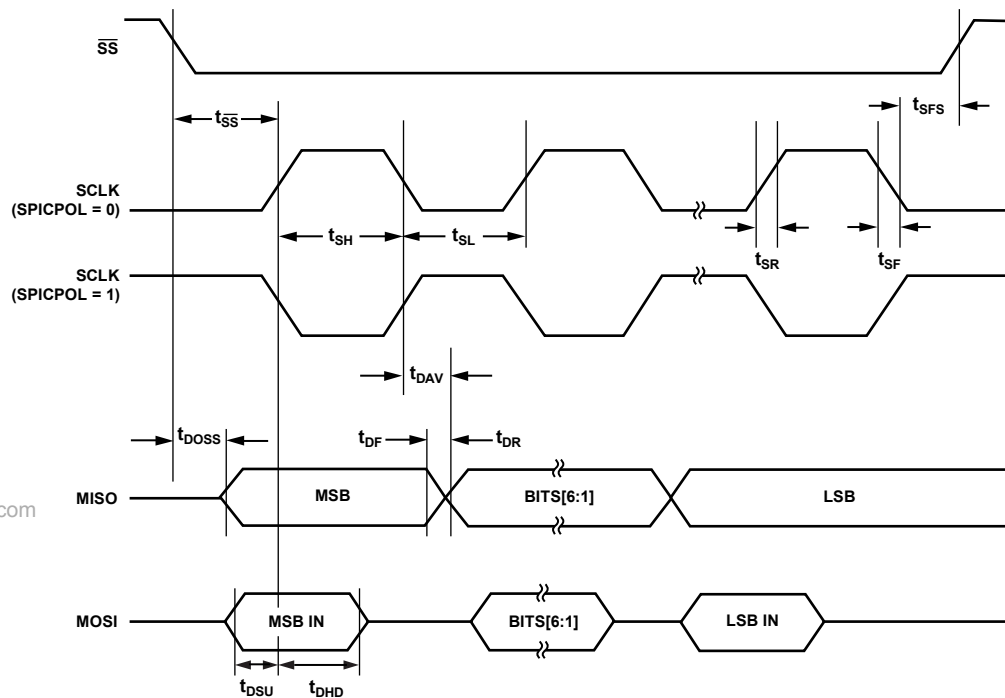 SS
tSS
tSFS
SCLK
(SPICPOL = 0)
tSH
tSL
tSR
tSF
SCLK
(SPICPOL = 1)
tDAV
tDOSS
tDF
tDR
MISO
MSB
BITS[6:1]
LSB
com
MOSI
MSB IN
BITS[6:1]
LSB IN
tDSU
tDHD